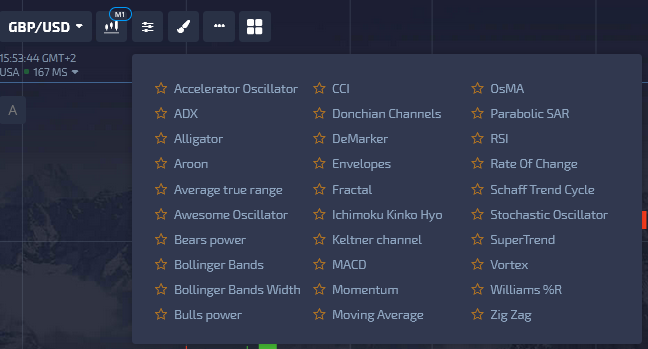 GBP/USD
M1
15:53:44 GMT+2
USA 167 MS
A
Accelerator Oscillator
ADX
Alligator
Aroon
Average true range
Awesome Oscillator
Bears power
Bollinger Bands
Bollinger Bands Width
Bulls power
CCI
Donchian Channels
DeMarker
Envelopes
Fractal
Ichimoku Kinko Hyo
Keltner channel
MACD
Momentum
Moving Average
OsMA
Parabolic SAR
RSI
Rate Of Change
Schaff Trend Cycle
Stochastic Oscillator
SuperTrend
Vortex
Williams %R
Zig Zag